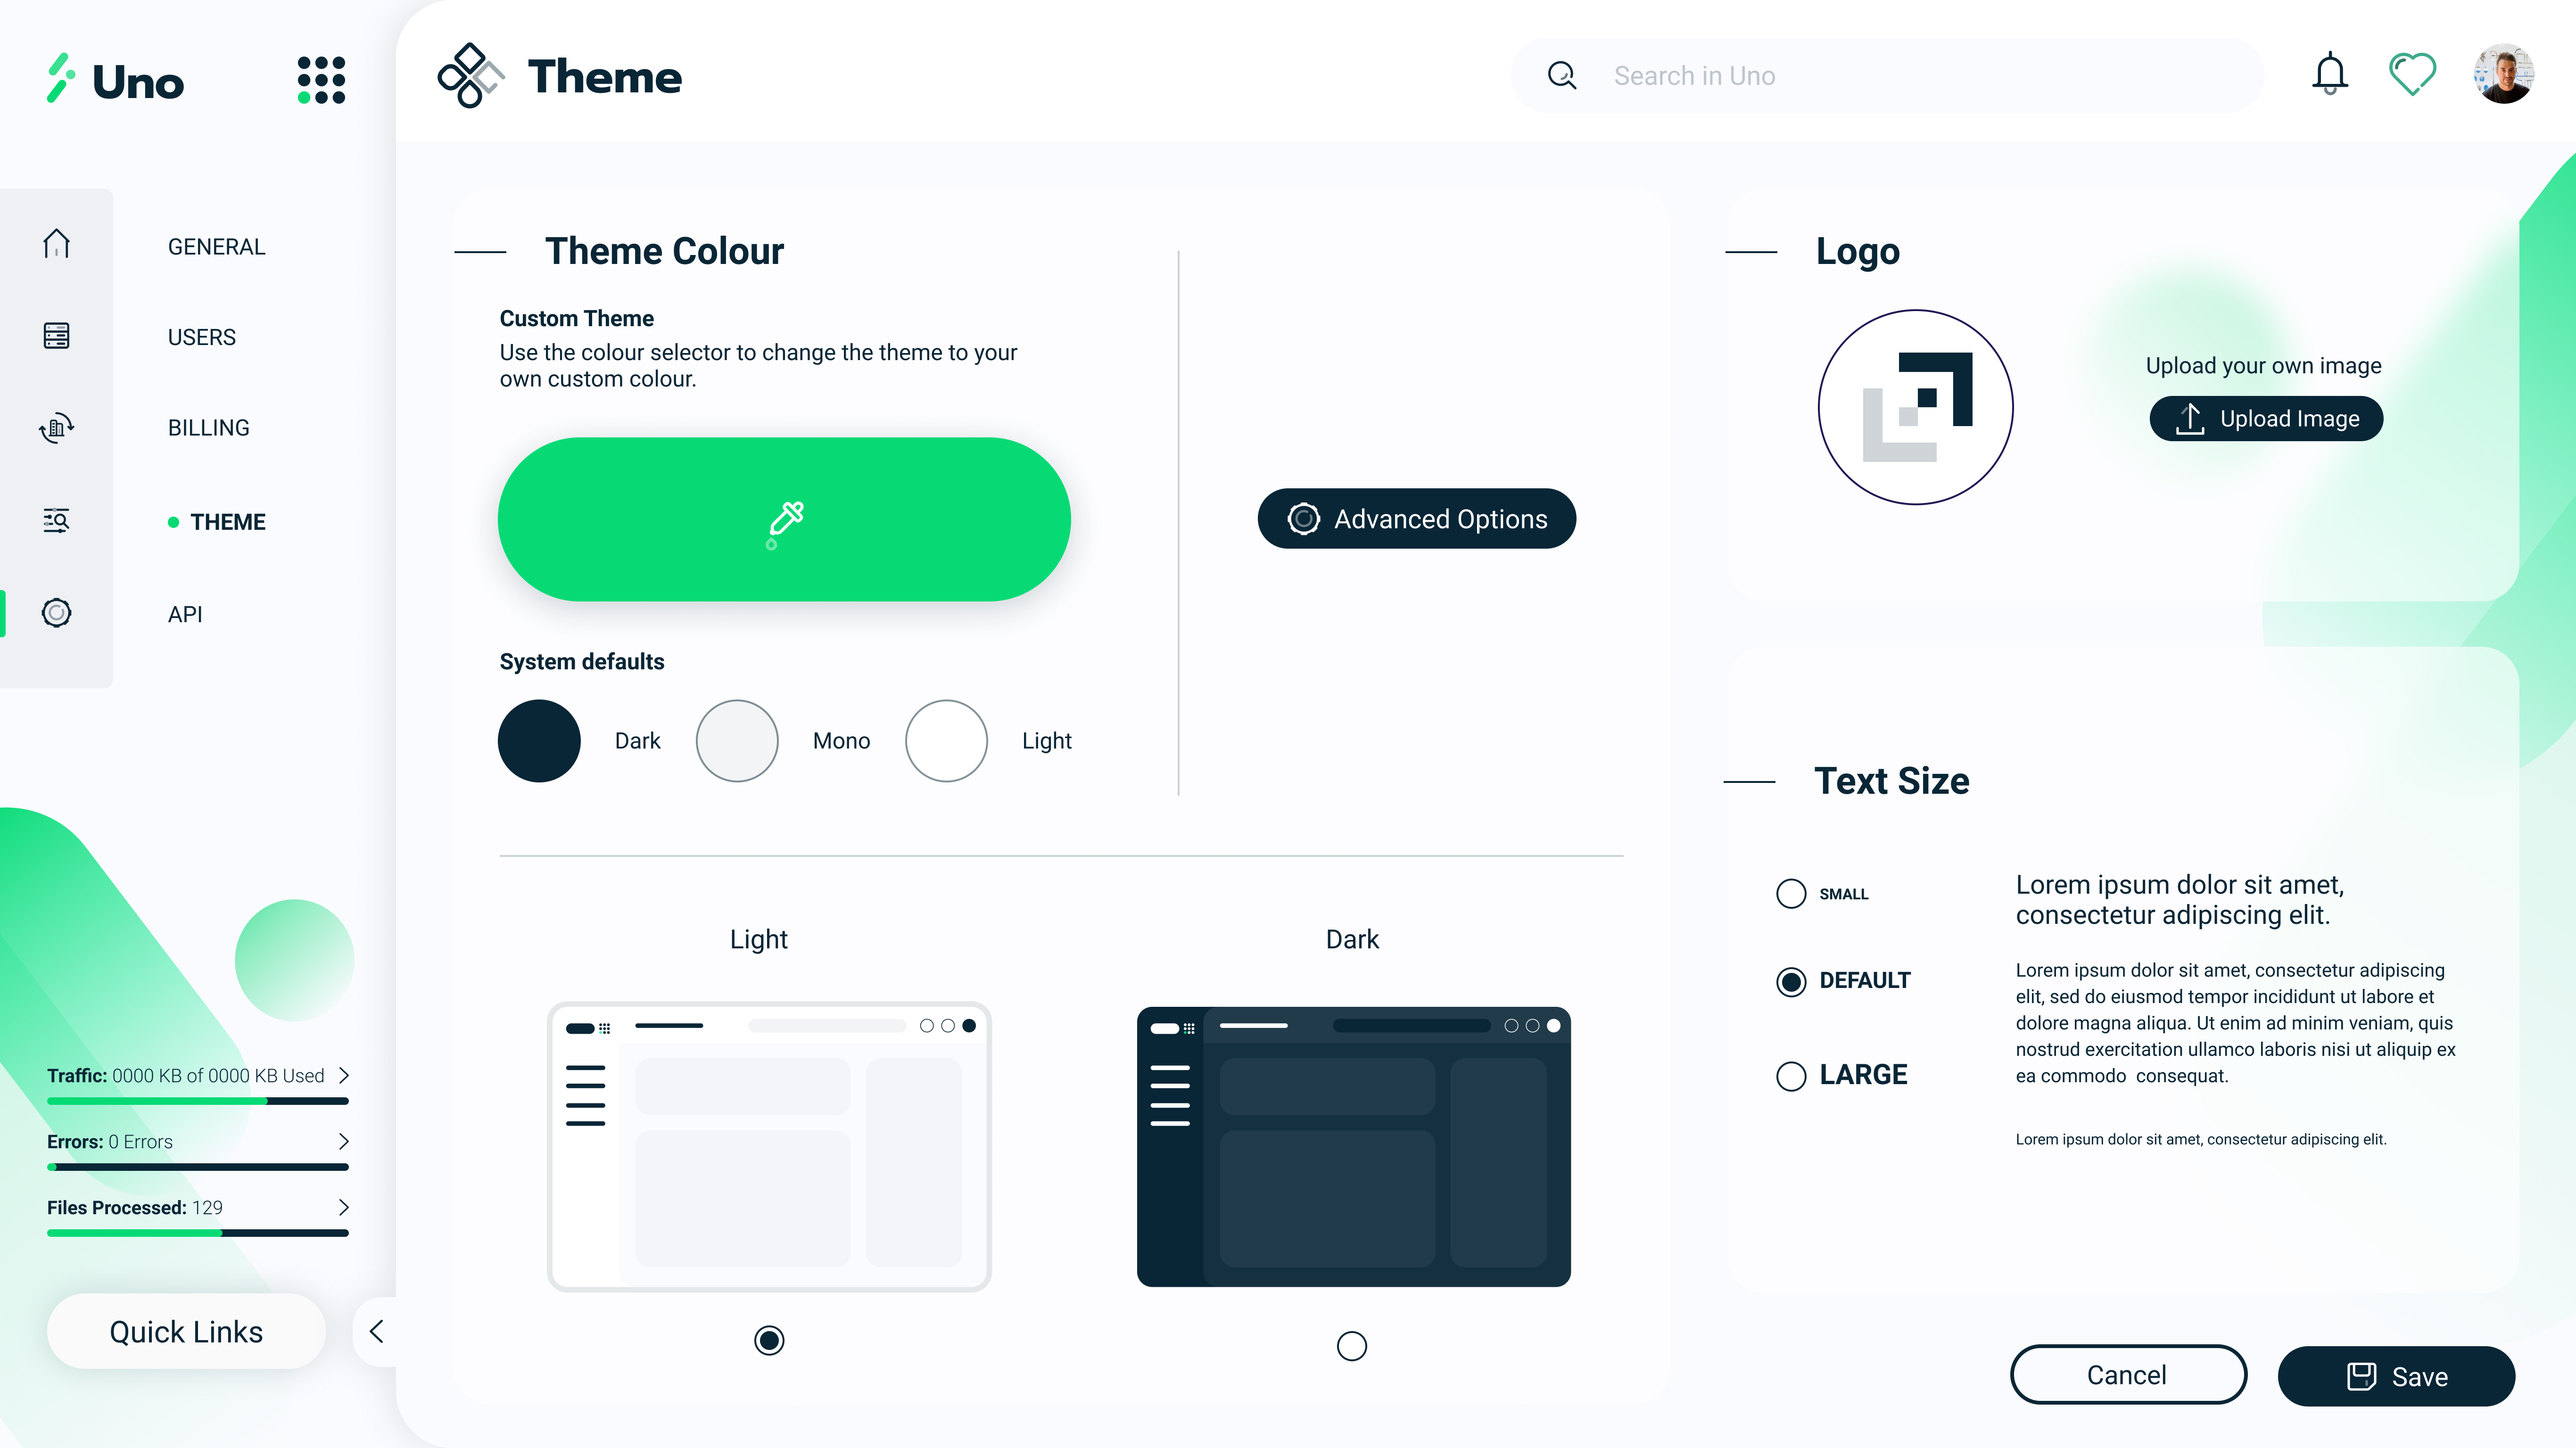 Uno
Theme
Search in Uno
GENERAL
USERS
BILLING
THEME
API
Traffic: 0000 KB of 0000 KB Used
Errors: 0 Errors
Files Processed: 129
Quick Links
Theme Colour
Custom Theme
Use the colour selector to change the theme to your
own custom colour.
Advanced Options
System defaults
Dark
Mono
Light
Light
Dark
Logo
Upload your own image
Upload Image
Text Size
SMALL
DEFAULT
LARGE
Lorem ipsum dolor sit amet,
consectetur adipiscing elit.
Lorem ipsum dolor sit amet, consectetur adipiscing
elit, sed do eiusmod tempor incididunt ut labore et
dolore magna aliqua. Ut enim ad minim veniam, quis
nostrud exercitation ullamco laboris nisi ut aliquip ex
ea commodo  consequat.
Lorem ipsum dolor sit amet, consectetur adipiscing elit.
Cancel
Save